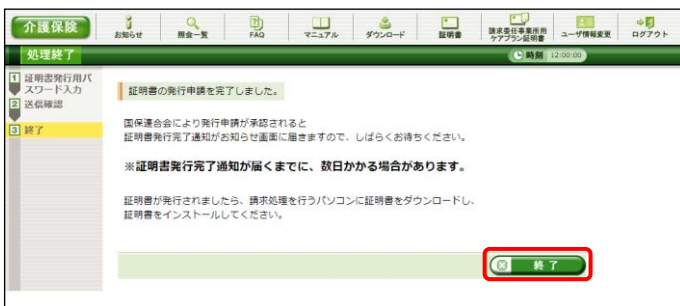 介護保険
お知らせ
照会一覧
FAQ
マニュアル
ダウンロード
証明書
請求委任事業所用
ケアプラン証明書
ユーザ情報変更
ログアウト
処理終了
時刻 12:00:00
1 証明書発行用パ
スワード入力
2 送信確認
3 終了
証明書の発行申請を完了しました。
国保連合会により発行申請が承認されると
証明書発行完了通知がお知らせ画面に届きますので、しばらくお待ちください。
※証明書発行完了通知が届くまでに、数日かかる場合があります。
証明書が発行されましたら、請求処理を行うパソコンに証明書をダウンロードし、
証明書をインストールしてください。
終了